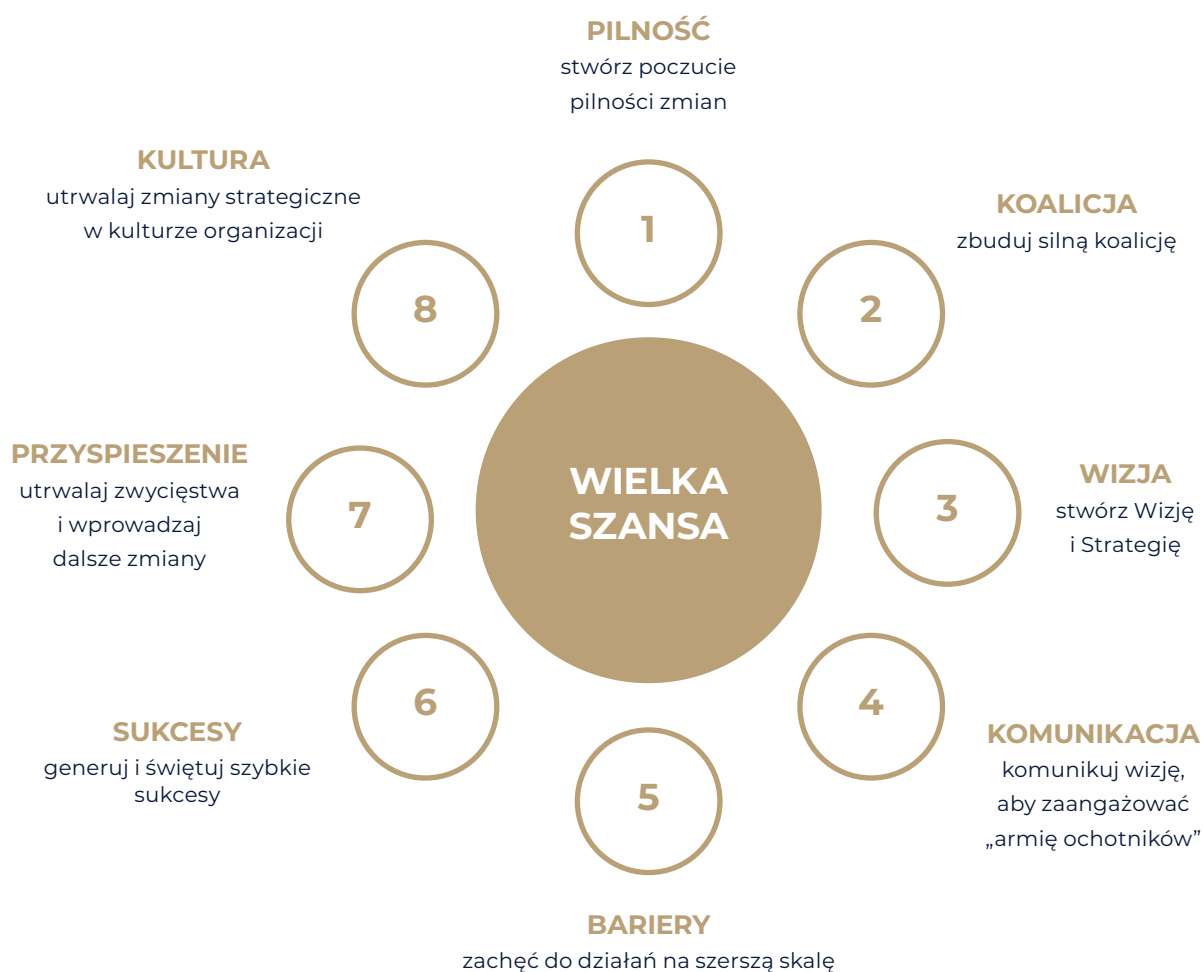 PILNOŚĆ
stwórz poczucie
pilności zmian
1
KOALICJA
zbuduj silną koalicję
2
WIZJA
stwórz Wizję
i Strategię
3
KOMUNIKACJA
komunikuj wizję,
aby zaangażować
„armię ochotników”
4
BARIERY
zachęć do działań na szerszą skalę
5
SUKCESY
generuj i świętuj szybkie
sukcesy
6
PRZYSPIESZENIE
utrwalaj zwycięstwa
i wprowadzaj
dalsze zmiany
7
KULTURA
utrwalaj zmiany strategiczne
w kulturze organizacji
8
WIELKA
SZANSA